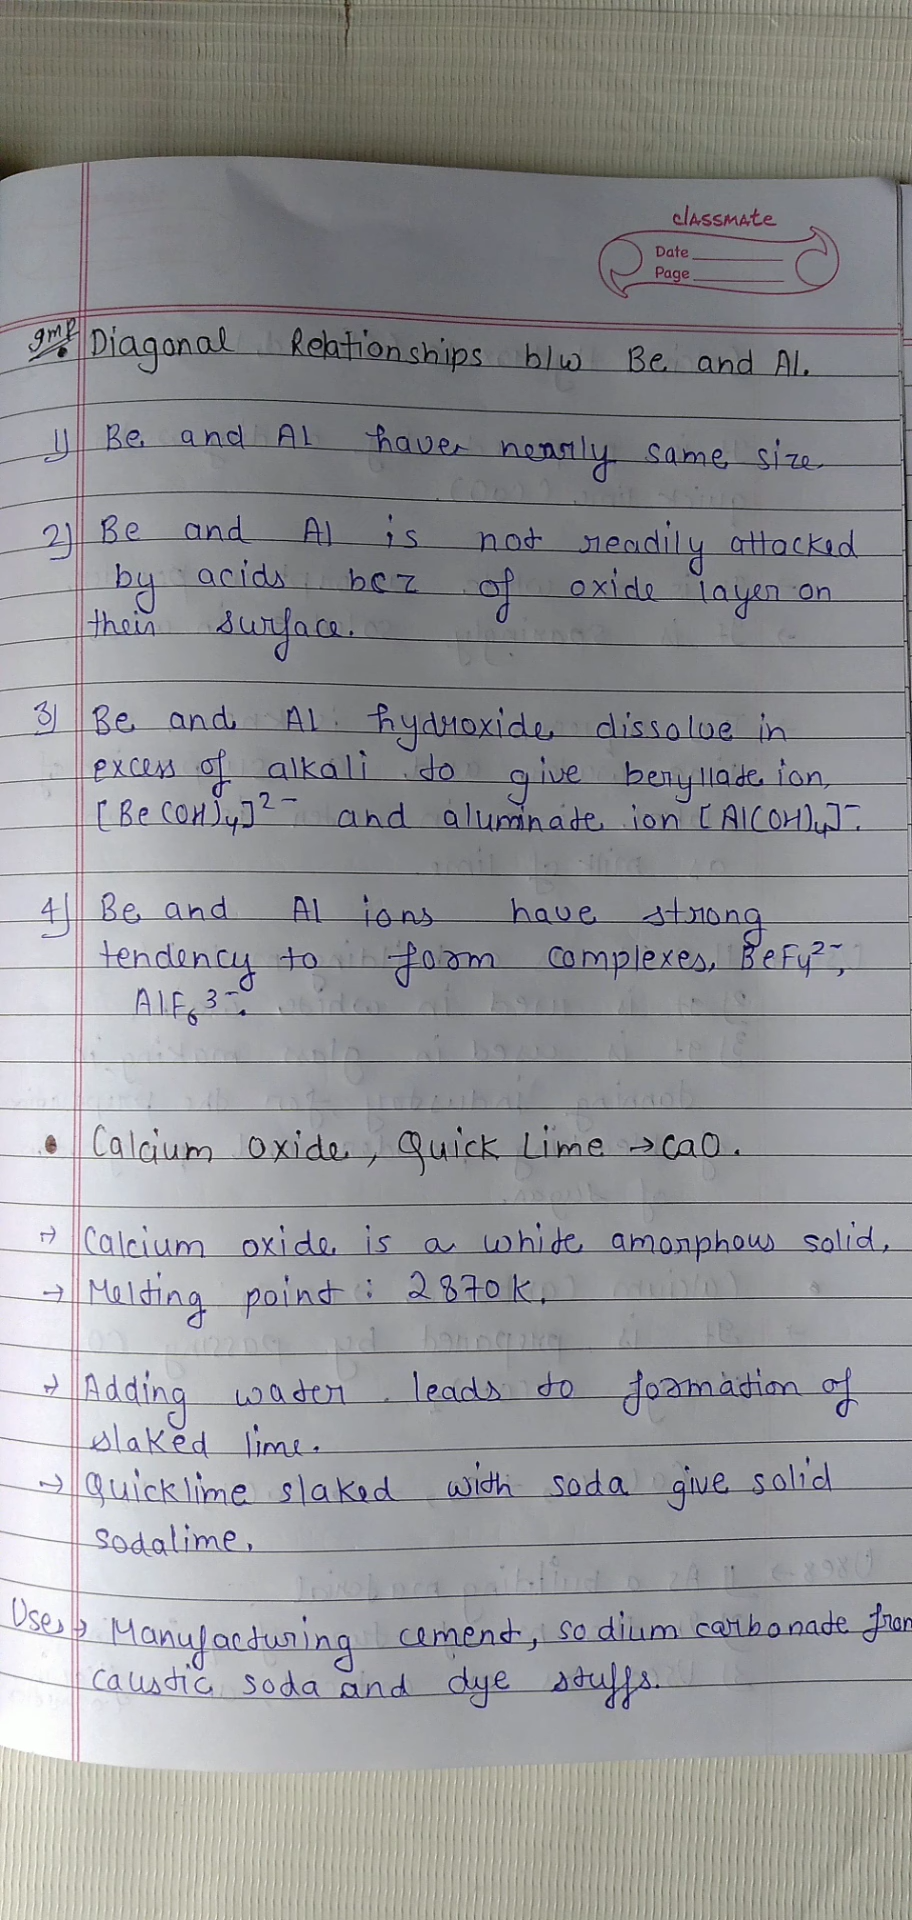 classmate
Date
Page
Imp. Diagonal Relationships b/w Be and Al.
1) Be and Al have nearly same size
2) Be and Al is not readily attacked
by acids bcz of oxide layer on
their surface.
3) Be and Al hydroxide dissolve in
excess of alkali to give beryllate ion,
[Be(OH)₄]²⁻ and aluminate ion [Al(OH)₄]⁻.
4) Be and Al ions have strong
tendency to form complexes, BeF₄²⁻,
AlF₆3⁻.
• Calcium oxide, Quick Lime → CaO.
→ Calcium oxide is a white amorphous solid.
→ Melting point : 2870K.
→ Adding water leads to formation of
slaked lime.
→ Quicklime slaked with soda give solid
sodalime.
Uses → Manufacturing cement, sodium carbonate from
caustic soda and dye stuffs.